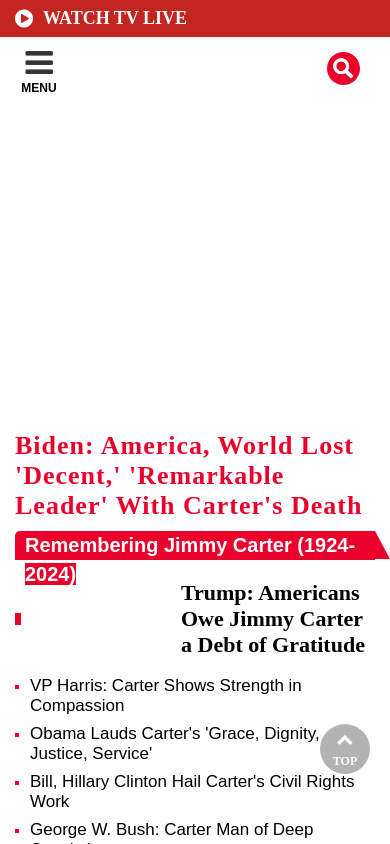 WATCH TV LIVE
MENU
Biden: America, World Lost
'Decent,' 'Remarkable
Leader' With Carter's Death
Remembering Jimmy Carter (1924-
2024)
Trump: Americans
Owe Jimmy Carter
a Debt of Gratitude
VP Harris: Carter Shows Strength in
Compassion
Obama Lauds Carter's 'Grace, Dignity,
Justice, Service'
Bill, Hillary Clinton Hail Carter's Civil Rights
Work
George W. Bush: Carter Man of Deep
TOP